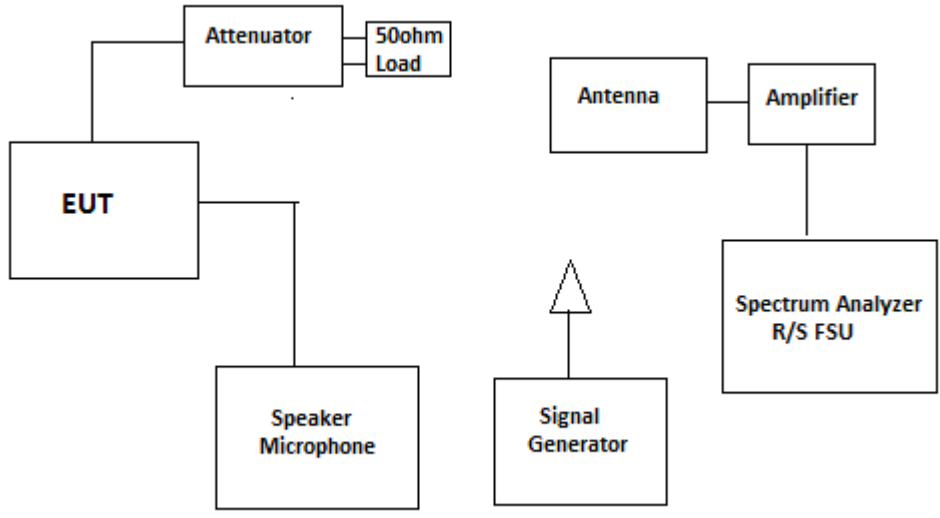 Attenuator
50ohm
Load
Antenna
Amplifier
EUT
Spectrum Analyzer
R/S FSU
Speaker
Microphone
Signal
Generator